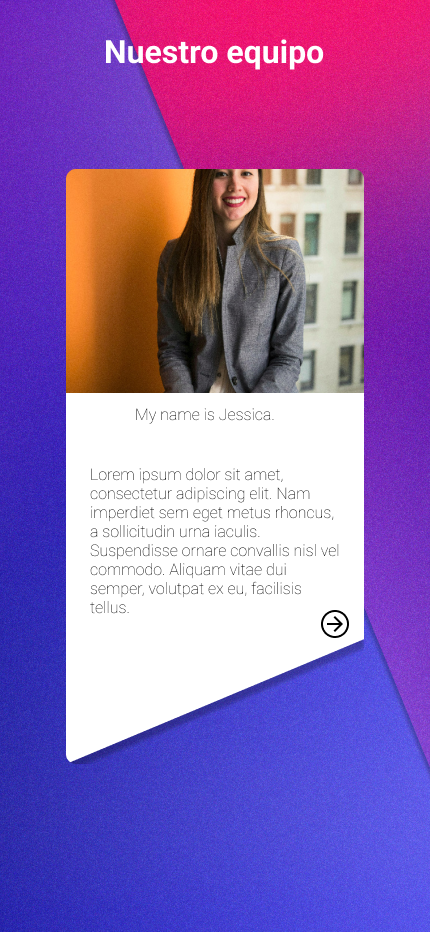 Nuestro equipo
My name is Jessica.
Lorem ipsum dolor sit amet,
consectetur adipiscing elit. Nam
imperdiet sem eget metus rhoncus,
a sollicitudin urna iaculis.
Suspendisse ornare convallis nisl vel
commodo. Aliquam vitae dui
semper, volutpat ex eu, facilisis
tellus.